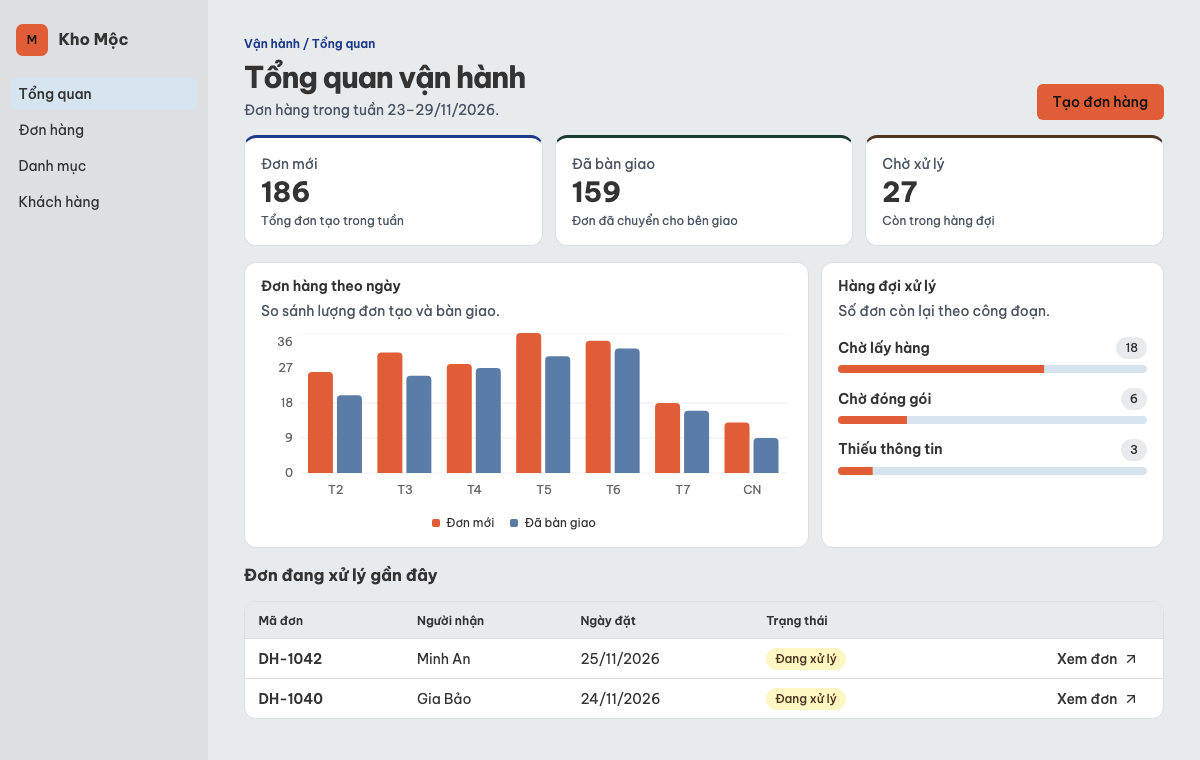 M
Kho Mộc
Tổng quan
Đơn hàng
Danh mục
Khách hàng
Vận hành / Tổng quan
Tổng quan vận hành
Đơn hàng trong tuần 23–29/11/2026.
Tạo đơn hàng
Đơn mới
186
Tổng đơn tạo trong tuần
Đã bàn giao
159
Đơn đã chuyển cho bên giao
Chờ xử lý
27
Còn trong hàng đợi
Đơn hàng theo ngày
So sánh lượng đơn tạo và bàn giao.
36
27
18
9
0
T2 T3 T4 T5 T6 T7 CN
Đơn mới Đã bàn giao
Hàng đợi xử lý
Số đơn còn lại theo công đoạn.
Chờ lấy hàng 18
Chờ đóng gói 6
Thiếu thông tin 3
Đơn đang xử lý gần đây
Mã đơn Người nhận Ngày đặt Trạng thái
DH-1042 Minh An 25/11/2026 Đang xử lý Xem đơn
DH-1040 Gia Bảo 24/11/2026 Đang xử lý Xem đơn